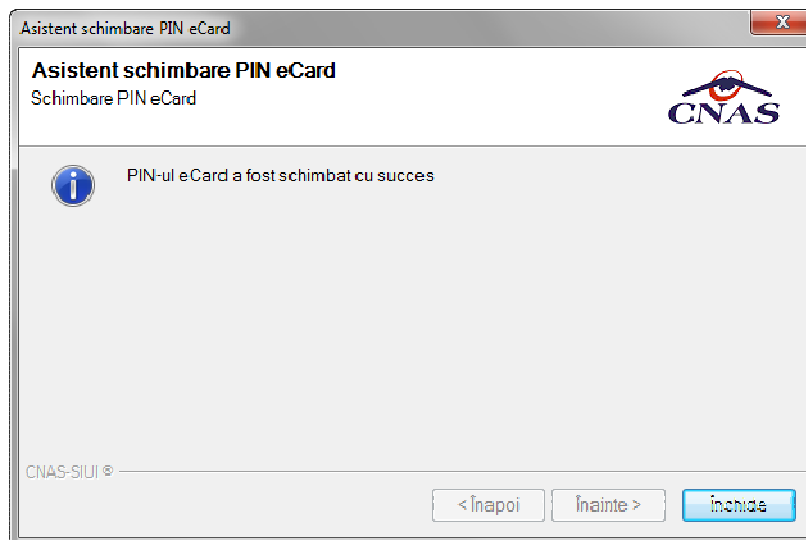 Asistent schimbare PIN eCard
X
Asistent schimbare PIN eCard
Schimbare PIN eCard
CNAS
PIN-ul eCard a fost schimbat cu succes
CNAS-SIUI ®
< Înapoi
Înainte >
Închide